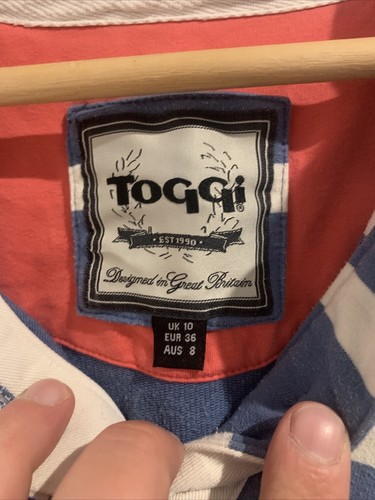 TOGGi®
• EST 1990 •
Designed in Great Britain
UK 10
EUR 36
AUS 8